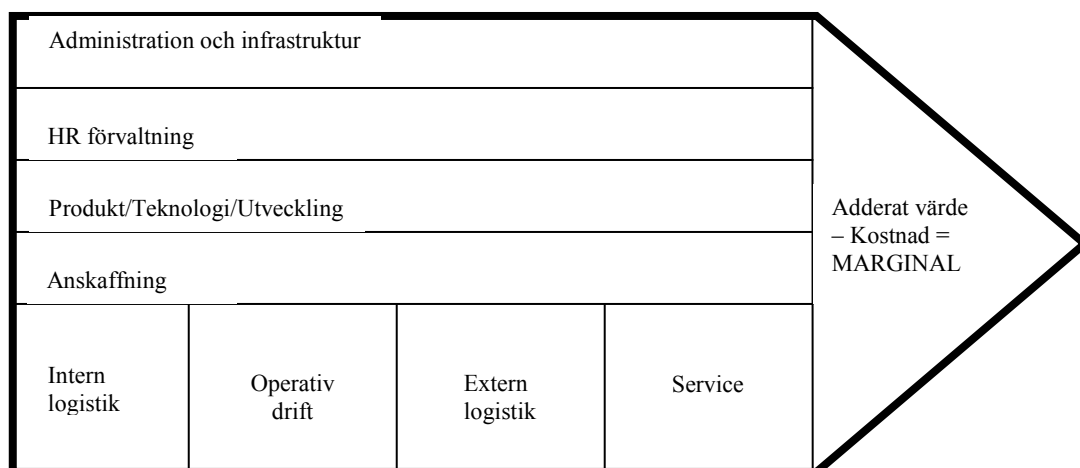 Administration och infrastruktur
HR förvaltning
Produkt/Teknologi/Utveckling
Anskaffning
Adderat värde
– Kostnad =
MARGINAL
Intern
logistik
Operativ
drift
Extern
logistik
Service